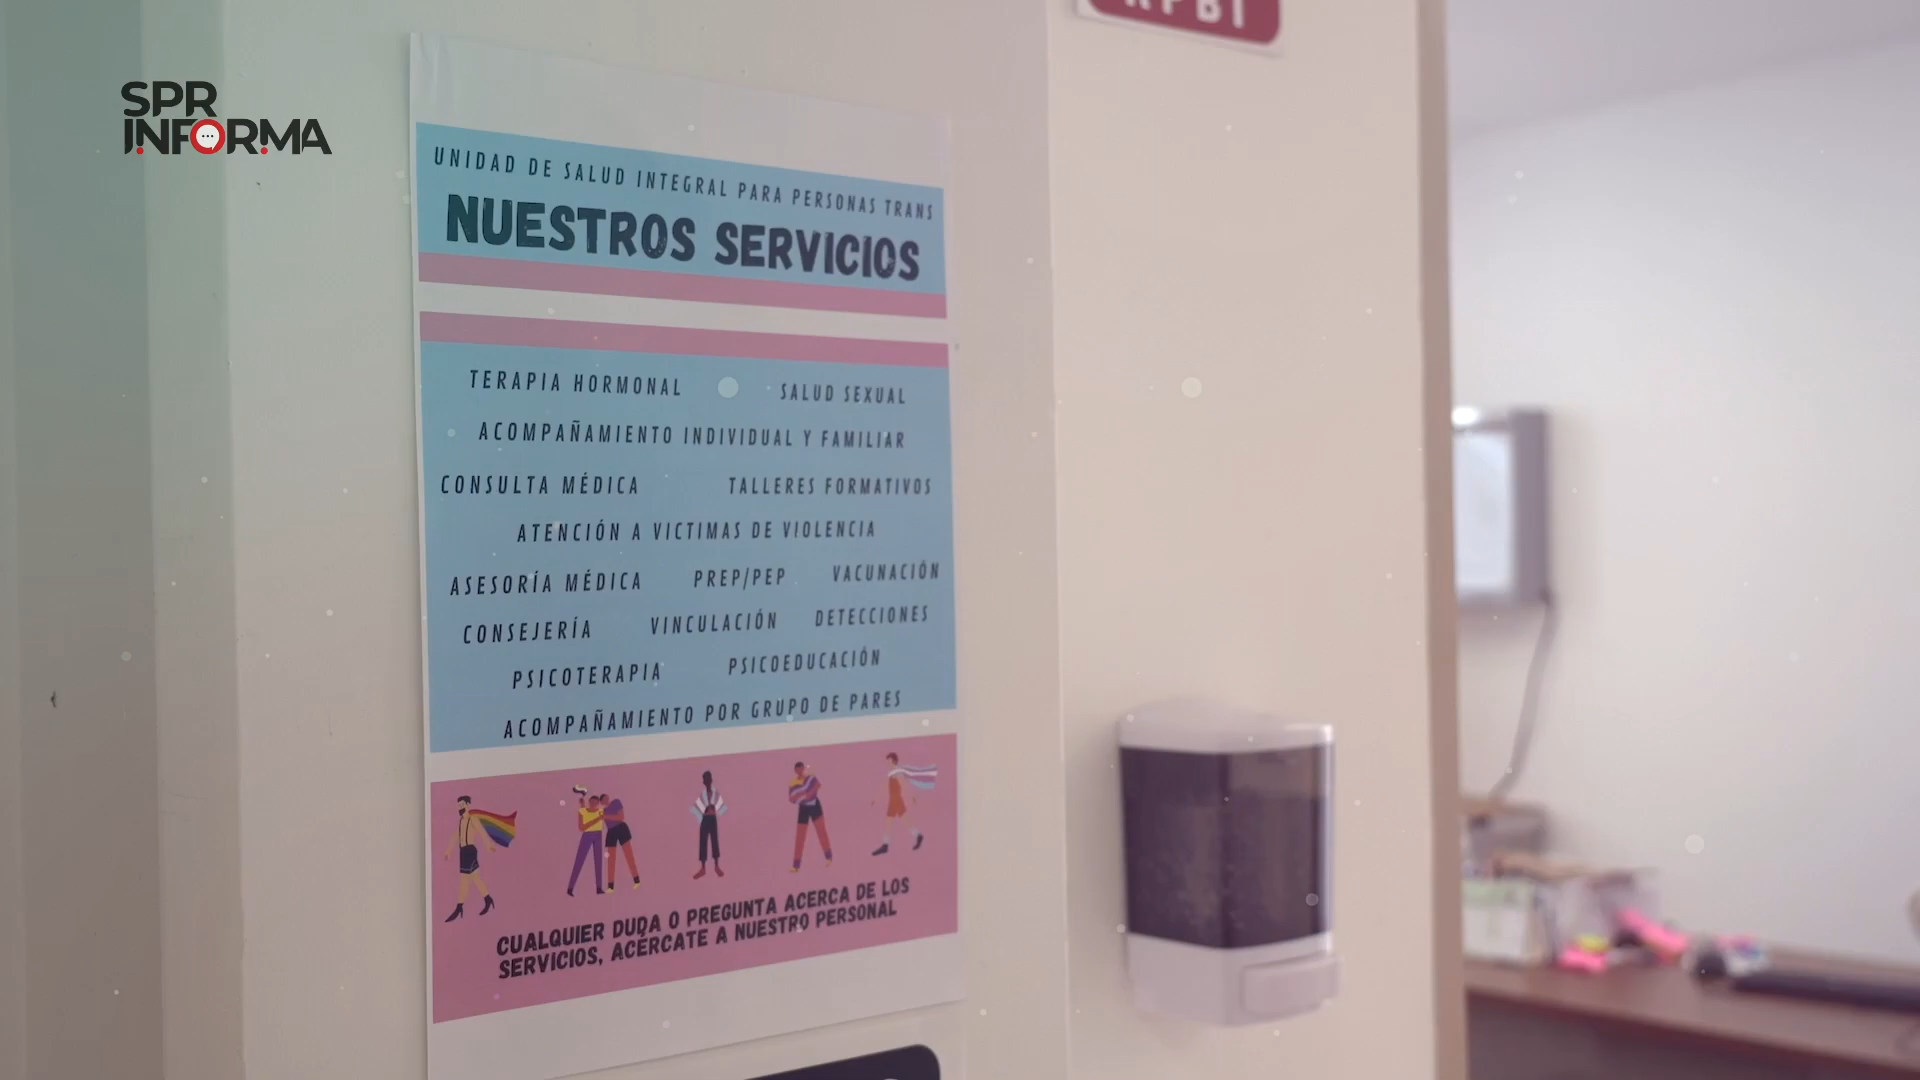 SPR
INFORMA
RPBI
UNIDAD DE SALUD INTEGRAL PARA PERSONAS TRANS
NUESTROS SERVICIOS
TERAPIA HORMONAL SALUD SEXUAL
ACOMPAÑAMIENTO INDIVIDUAL Y FAMILIAR
CONSULTA MÉDICA TALLERES FORMATIVOS
ATENCIÓN A VICTIMAS DE VIOLENCIA
ASESORÍA MÉDICA PREP/PEP VACUNACIÓN
CONSEJERÍA VINCULACIÓN DETECCIONES
PSICOTERAPIA PSICOEDUCACIÓN
ACOMPAÑAMIENTO POR GRUPO DE PARES
CUALQUIER DUDA O PREGUNTA ACERCA DE LOS
SERVICIOS, ACÉRCATE A NUESTRO PERSONAL